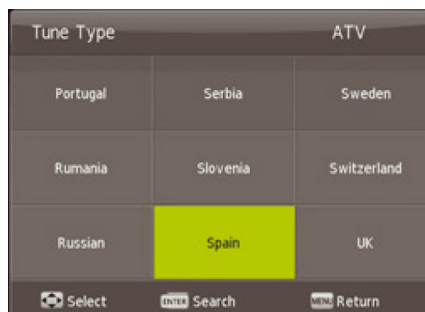 Tune Type ATV
Portugal Serbia Sweden
Rumania Slovenia Switzerland
Russian Spain UK
Select ENTER Search MENU Return